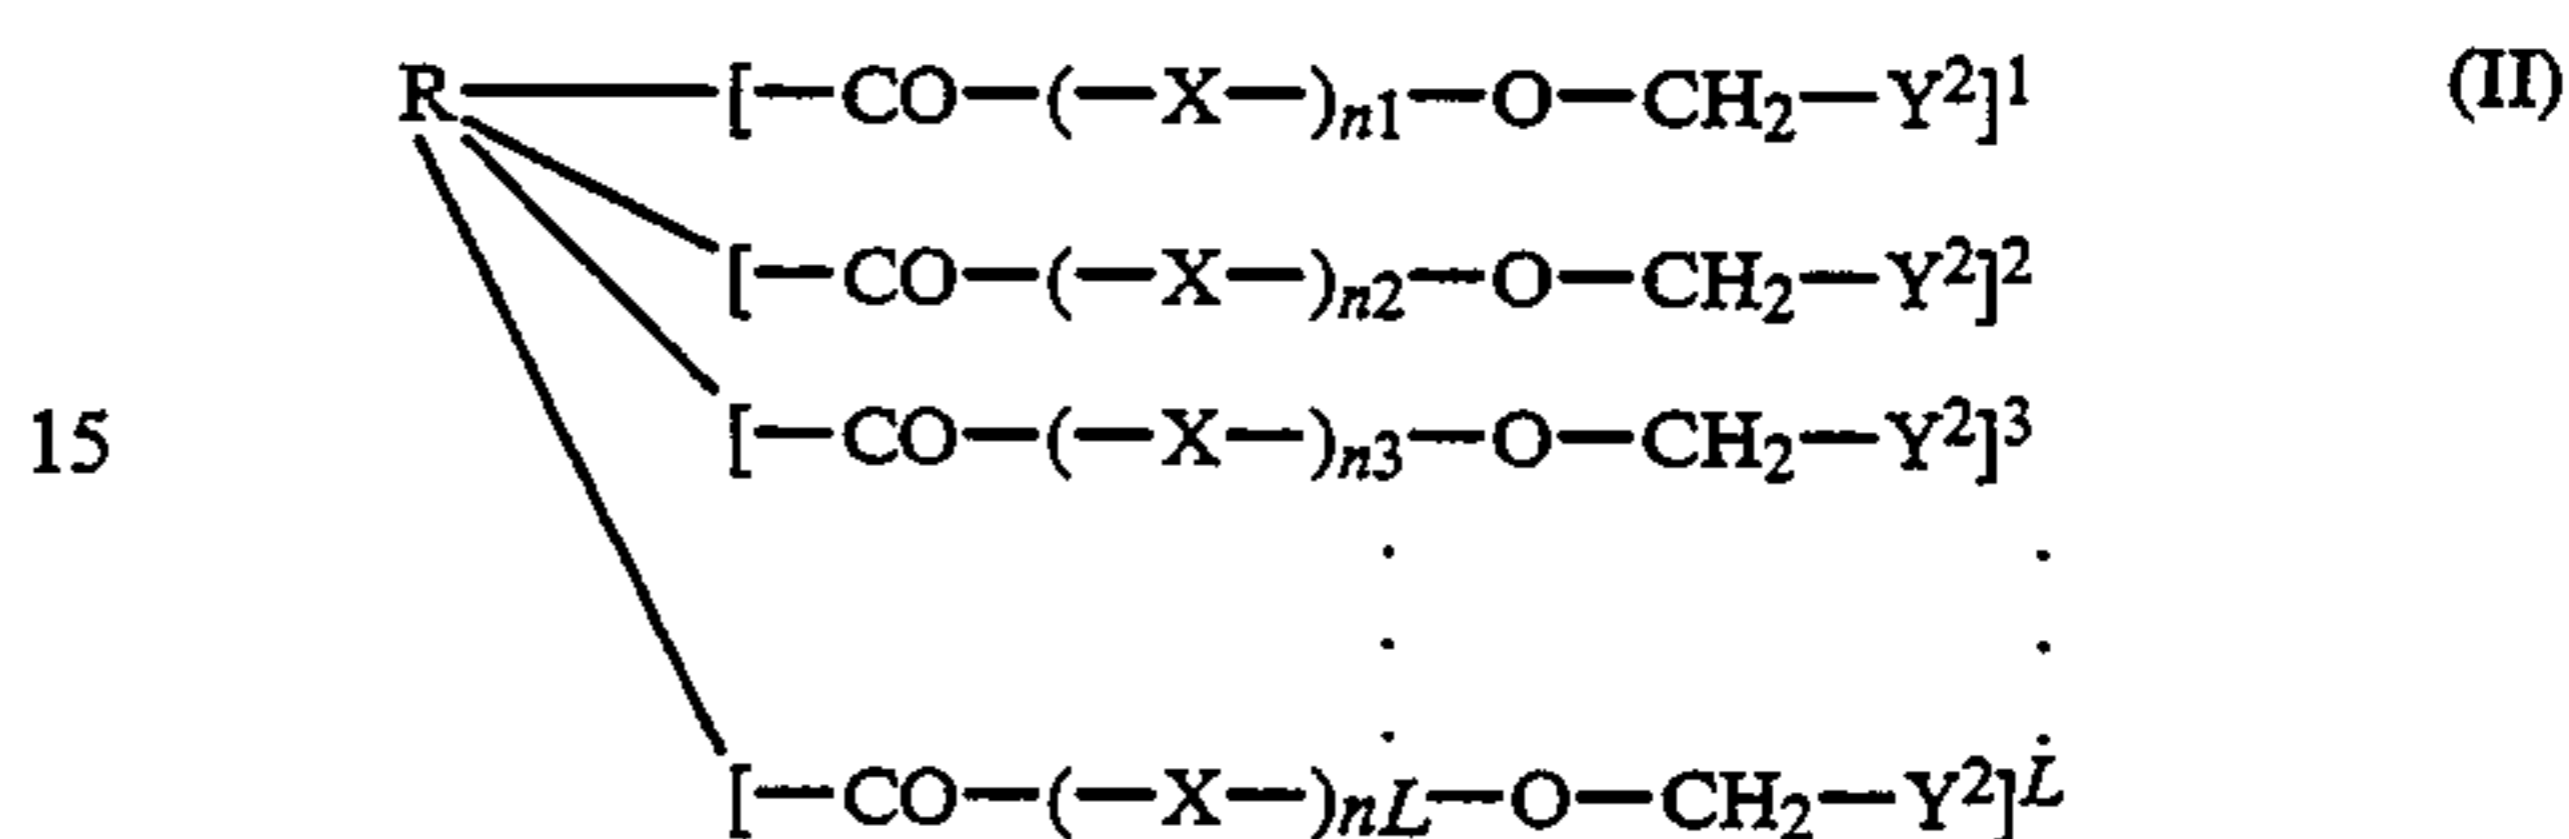 R—[—CO—(—X—)n1—O—CH2—Y2]1 (II)
[—CO—(—X—)n2—O—CH2—Y2]2
15 [—CO—(—X—)n3—O—CH2—Y2]3
. .
. .
. .
[—CO—(—X—)nL—O—CH2—Y2]L